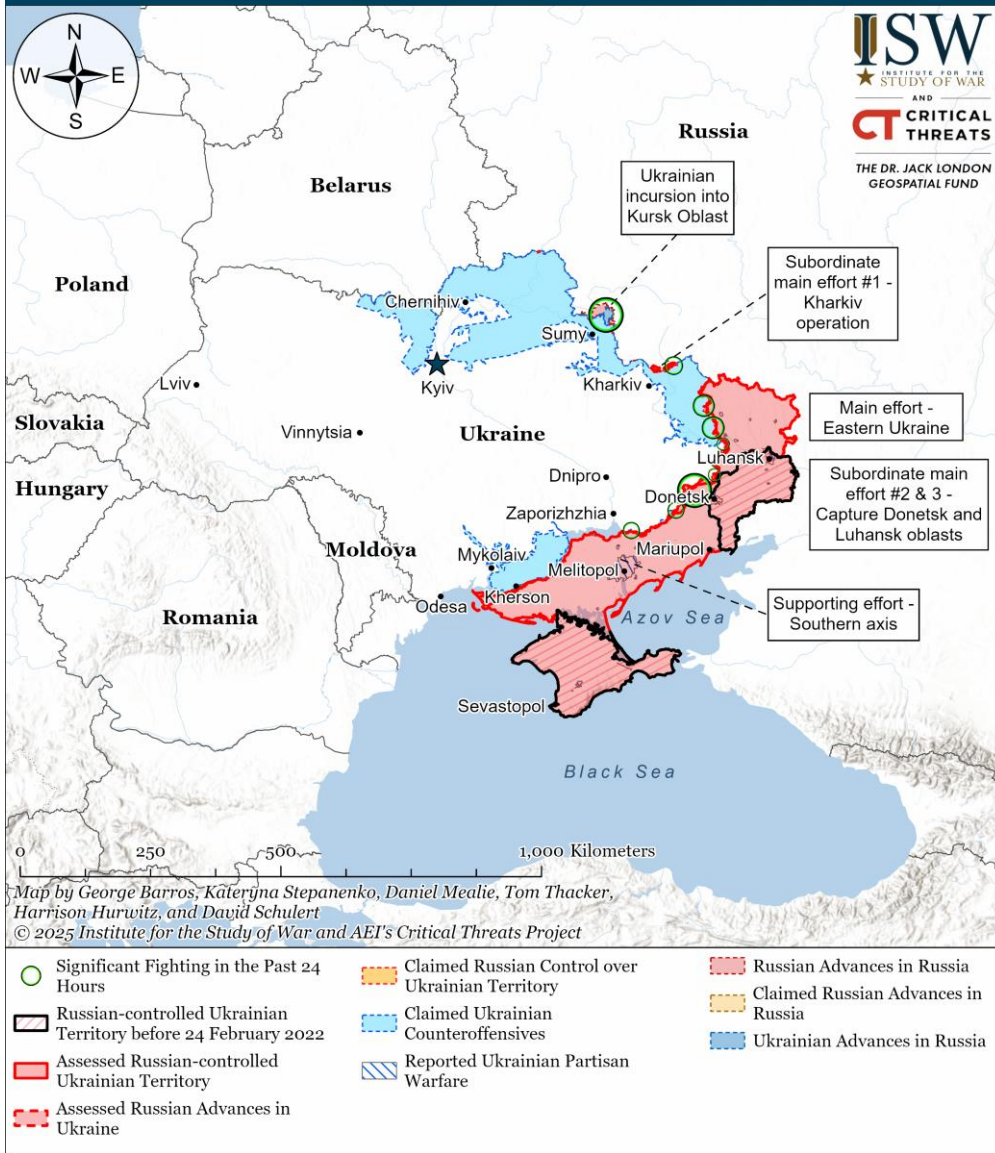 N
W E
S
ISW
INSTITUTE FOR THE
STUDY OF WAR
AND
CT CRITICAL
THREATS
THE DR. JACK LONDON
GEOSPATIAL FUND
Russia
Ukrainian
incursion into
Kursk Oblast
Belarus
Subordinate
main effort #1 -
Kharkiv
operation
Poland
Chernihiv
Sumy
Kyiv
Kharkiv
Lviv
Slovakia
Main effort -
Eastern Ukraine
Vinnytsia
Ukraine
Luhansk
Hungary
Dnipro
Donetsk
Subordinate main
effort #2 & 3 -
Capture Donetsk and
Luhansk oblasts
Zaporizhzhia
Moldova
Mykolaiv
Mariupol
Melitopol
Kherson
Odesa
Romania
Azov Sea
Supporting effort -
Southern axis
Sevastopol
Black Sea
0 250 500 1,000 Kilometers
Map by George Barros, Kateryna Stepanenko, Daniel Mealie, Tom Thacker,
Harrison Hurwitz, and David Schulert
© 2025 Institute for the Study of War and AEI's Critical Threats Project
Significant Fighting in the Past 24
Hours
Russian-controlled Ukrainian
Territory before 24 February 2022
Assessed Russian-controlled
Ukrainian Territory
Assessed Russian Advances in
Ukraine
Claimed Russian Control over
Ukrainian Territory
Claimed Ukrainian
Counteroffensives
Reported Ukrainian Partisan
Warfare
Russian Advances in Russia
Claimed Russian Advances in
Russia
Ukrainian Advances in Russia